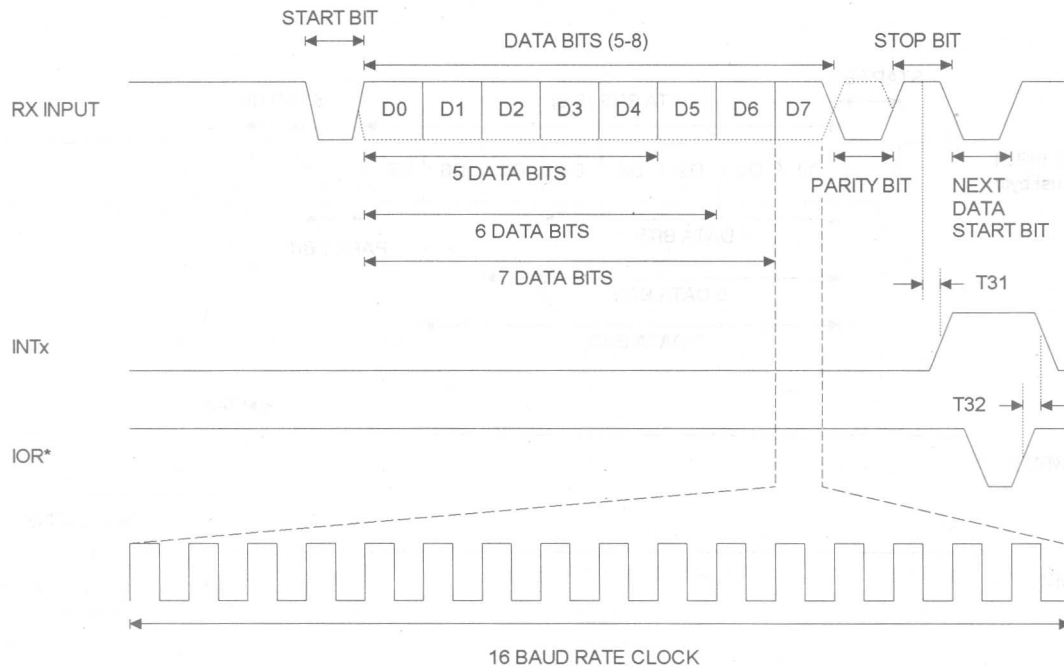 START BIT
DATA BITS (5-8)
STOP BIT
RX INPUT
D0 D1 D2 D3 D4 D5 D6 D7
5 DATA BITS
PARITY BIT
NEXT
DATA
START BIT
6 DATA BITS
7 DATA BITS
T31
INTx
T32
IOR*
16 BAUD RATE CLOCK